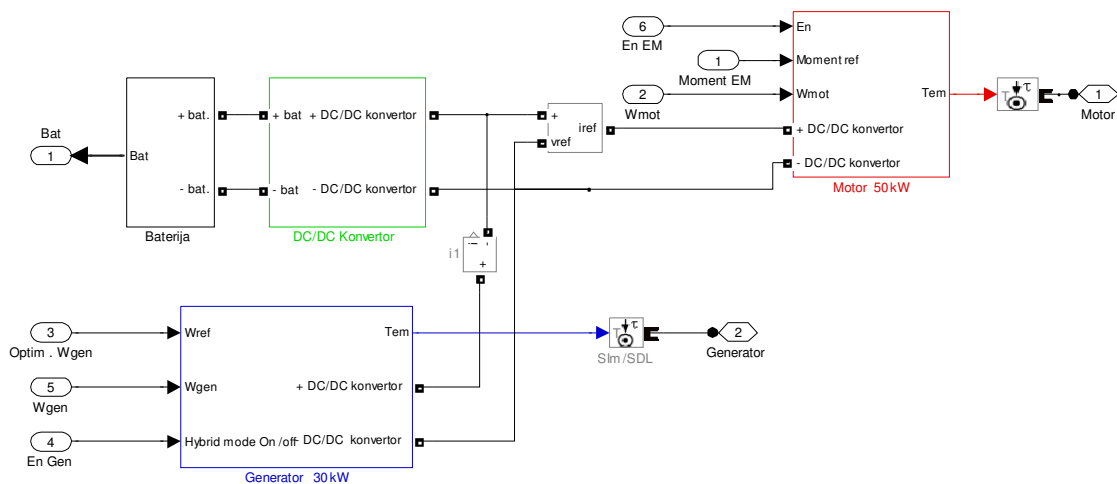 6
En EM
1
Moment EM
2
Wmot
En
Moment ref
Wmot
+ DC/DC konvertor
- DC/DC konvertor
Tem
Motor 50kW
T τ
1
Motor
Bat
1
Bat
+ bat.
- bat.
Baterija
+ bat
- bat
+ DC/DC konvertor
- DC/DC konvertor
DC/DC Konvertor
+
vref
iref
i1
i
-
+
3
Optim . Wgen
5
Wgen
4
En Gen
Wref
Wgen
Hybrid mode On /off
Tem
+ DC/DC konvertor
- DC/DC konvertor
Generator 30kW
T τ
SIm/SDL
2
Generator